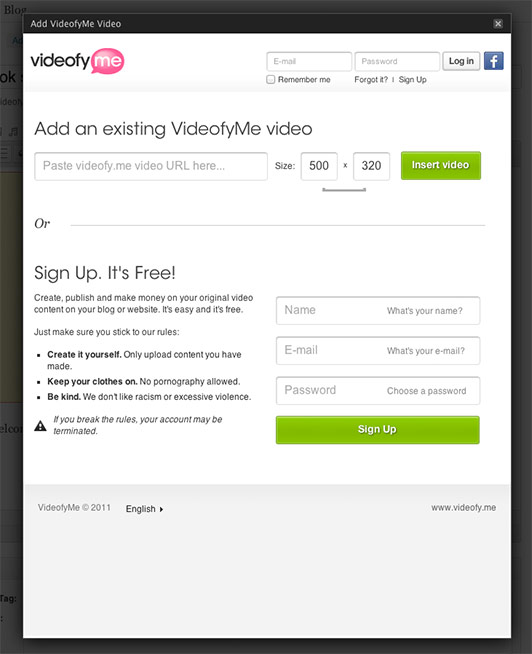 Blog
Add VideofyMe Video
videofyme
E-mail
Password
Log in
f
Remember me
Forgot it? | Sign Up
Add an existing VideofyMe video
Paste videofy.me video URL here...
Size: 500 x 320
Insert video
Or
Sign Up. It's Free!
Create, publish and make money on your original video
content on your blog or website. It's easy and it's free.
Just make sure you stick to our rules:
Create it yourself. Only upload content you have
made.
Keep your clothes on. No pornography allowed.
Be kind. We don't like racism or excessive violence.
If you break the rules, your account may be
terminated.
Name What's your name?
E-mail What's your e-mail?
Password Choose a password
Sign Up
VideofyMe © 2011
English
www.videofy.me
Tag: